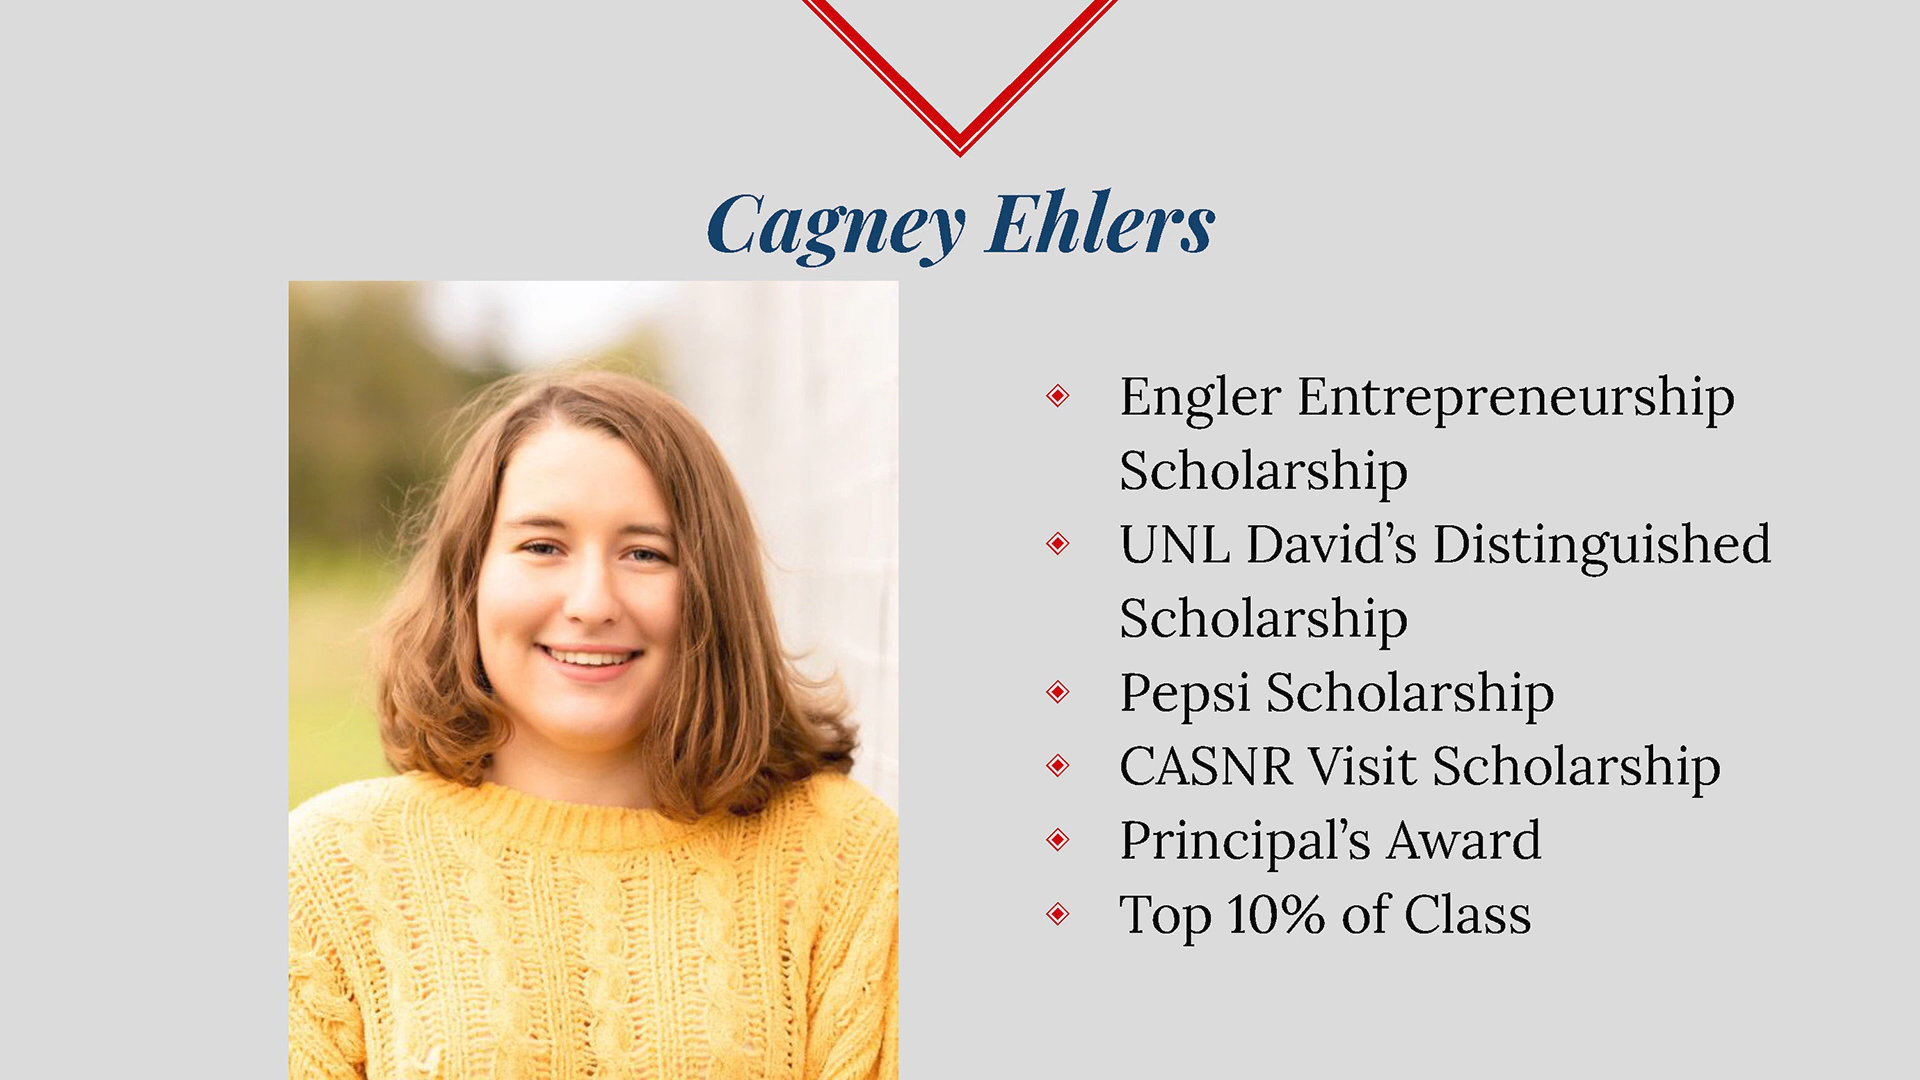 Cagney Ehlers
Engler Entrepreneurship
Scholarship
UNL David’s Distinguished
Scholarship
Pepsi Scholarship
CASNR Visit Scholarship
Principal’s Award
Top 10% of Class